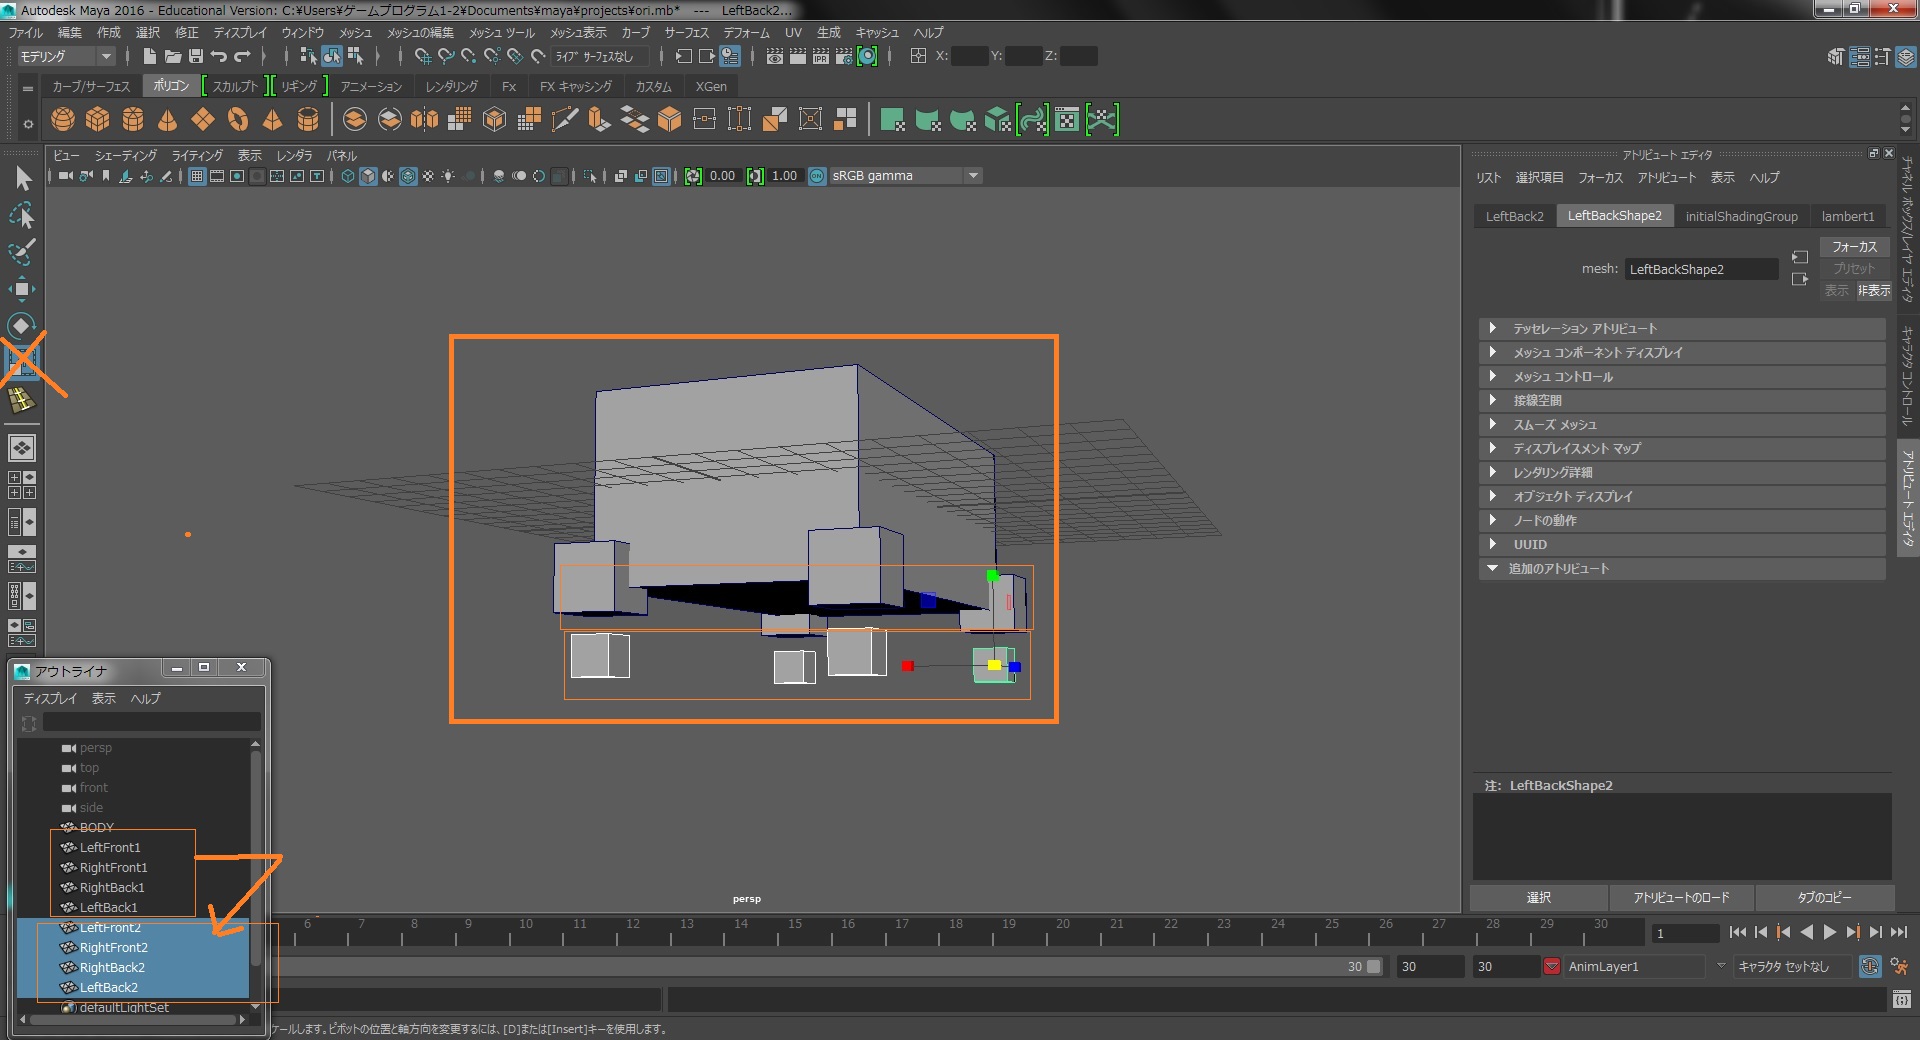 Autodesk Maya 2016 - Educational Version: C:¥Users¥ゲームプログラム1-2¥Documents¥maya¥projects¥ori.mb*   ---   LeftBack2...
ファイル 編集 作成 選択 修正 ディスプレイ ウィンドウ メッシュ メッシュの編集 メッシュ ツール メッシュ表示 カーブ サーフェス デフォーム UV 生成 キャッシュ ヘルプ
モデリング ライブ サーフェスなし IPR X: Y: Z:
カーブ/サーフェス ポリゴン スカルプト リギング アニメーション レンダリング Fx FX キャッシング カスタム XGen
ビュー シェーディング ライティング 表示 レンダラ パネル
0.00 1.00 ON sRGB gamma
persp
アトリビュート エディタ
リスト 選択項目 フォーカス アトリビュート 表示 ヘルプ
LeftBack2 LeftBackShape2 initialShadingGroup lambert1
フォーカス
mesh: LeftBackShape2 プリセット
表示 非表示
テッセレーション アトリビュート
メッシュ コンポーネント ディスプレイ
メッシュ コントロール
接線空間
スムーズ メッシュ
ディスプレイスメント マップ
レンダリング詳細
オブジェクト ディスプレイ
ノードの動作
UUID
追加のアトリビュート
注: LeftBackShape2
選択 アトリビュートのロード タブのコピー
チャネル ボックス/レイヤ エディタ
キャラクタ コントロール
アトリビュート エディタ
アウトライナ
ディスプレイ 表示 ヘルプ
persp
top
front
side
BODY
LeftFront1
RightFront1
RightBack1
LeftBack1
LeftFront2
RightFront2
RightBack2
LeftBack2
defaultLightSet
6 7 8 9 10 11 12 13 14 15 16 17 18 19 20 21 22 23 24 25 26 27 28 29 30 1
30 30 30 AnimLayer1 キャラクタ セットなし
ケールします。ピボットの位置と軸方向を変更するには、[D]または[Insert]キーを使用します。